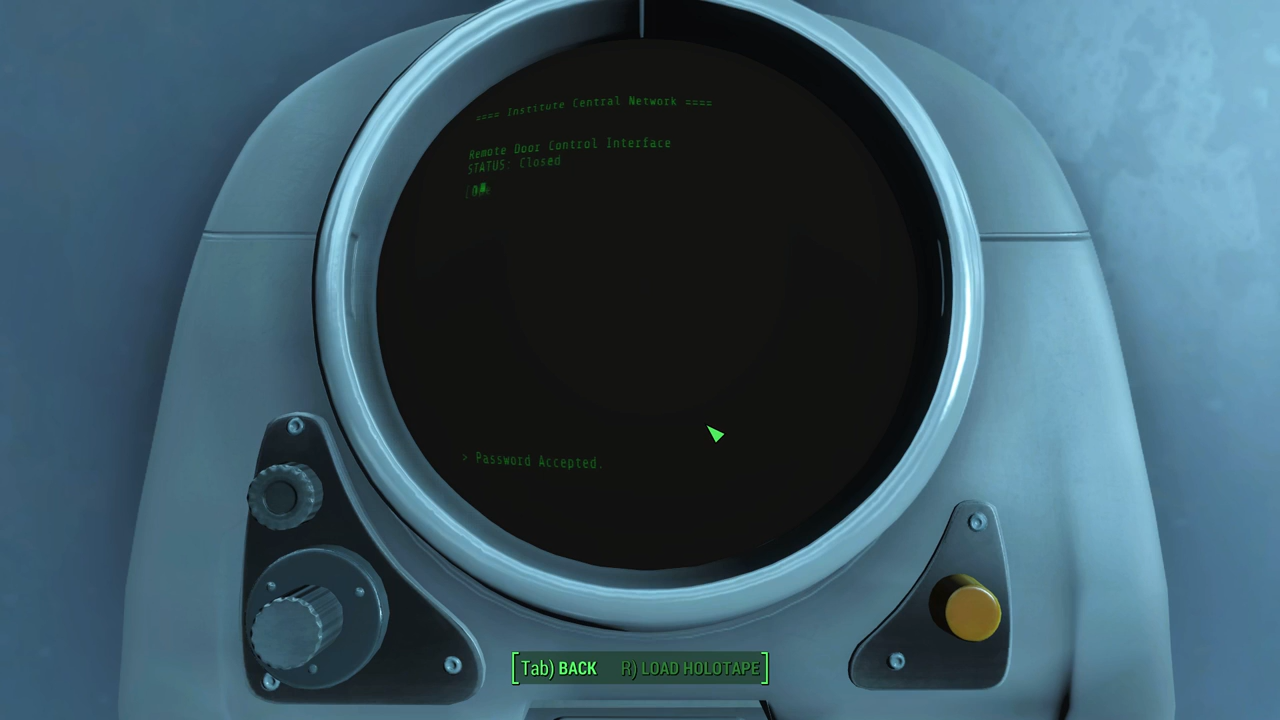 ==== Institute Central Network ====
Remote Door Control Interface
STATUS: Closed
> Password Accepted.
Tab) BACK R) LOAD HOLOTAPE